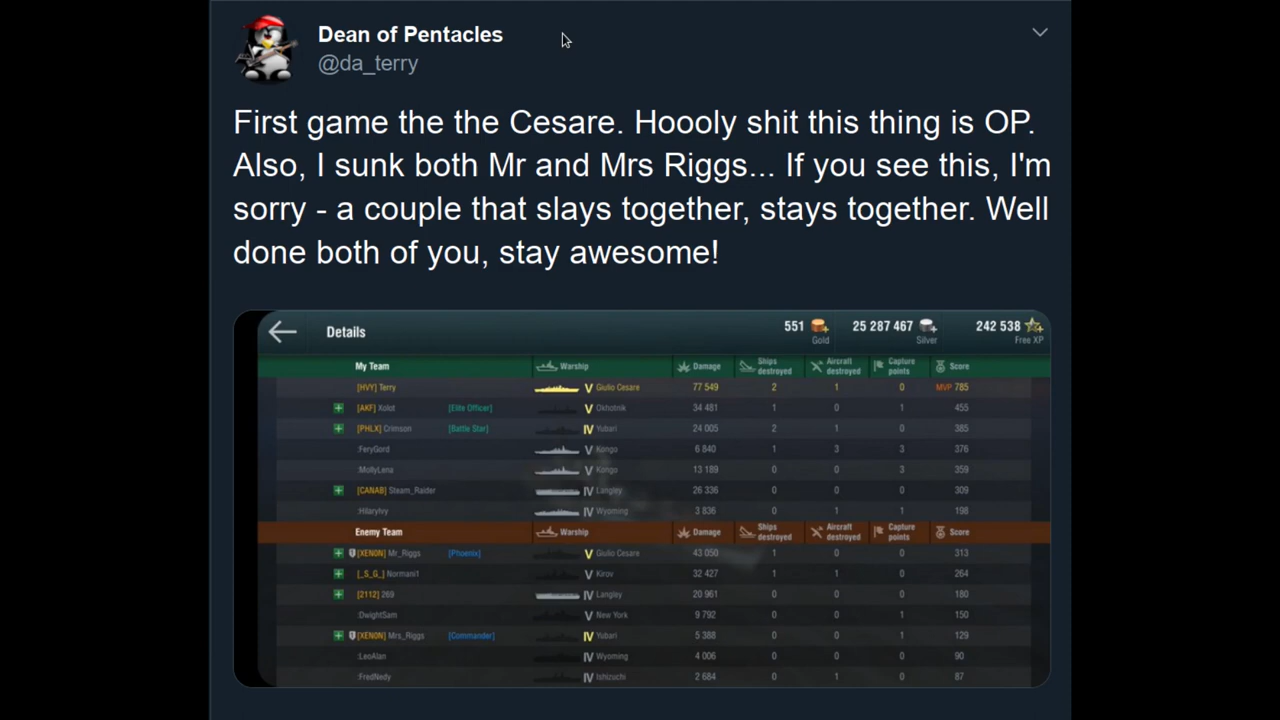 Dean of Pentacles
@da_terry
First game the the Cesare. Hoooly shit this thing is OP.
Also, I sunk both Mr and Mrs Riggs... If you see this, I'm
sorry - a couple that slays together, stays together. Well
done both of you, stay awesome!
Details 551 Gold 25 287 467 Silver 242 538 Free XP
My Team Warship Damage Ships destroyed Aircraft destroyed Capture points Score
[HVY] Terry V Giulio Cesare 77 549 2 1 0 MVP 785
[AKF] Xolot [Elite Officer] V Okhotnik 34 481 1 0 1 455
[PHLX] Crimson [Battle Star] IV Yubari 24 005 2 1 0 385
:FeryGord V Kongo 6 840 1 3 3 376
:MollyLena V Kongo 13 189 0 0 3 359
[CANAB] Steam_Raider IV Langley 26 336 0 0 0 309
:HilaryIvy IV Wyoming 3 836 0 1 1 198
Enemy Team Warship Damage Ships destroyed Aircraft destroyed Capture points Score
[XEN0N] Mr_Riggs [Phoenix] V Giulio Cesare 43 050 1 0 0 313
[_S_G_] Normani1 V Kirov 32 427 1 1 0 264
[2112] 269 IV Langley 20 961 0 0 0 180
:DwightSam V New York 9 792 0 0 1 150
[XEN0N] Mrs_Riggs [Commander] IV Yubari 5 388 0 0 1 129
:LeoAlan IV Wyoming 4 006 0 0 0 90
:FredNedy IV Ishizuchi 2 684 0 1 0 87